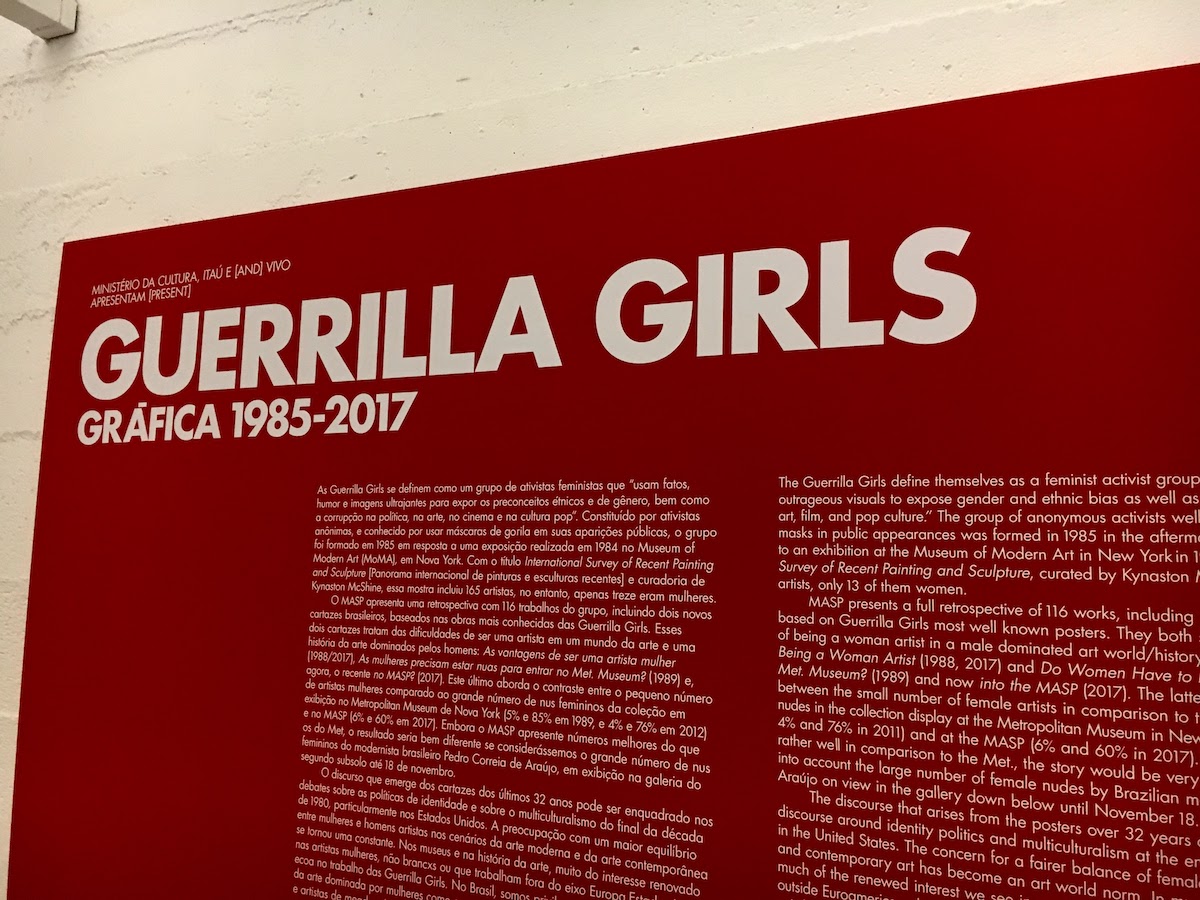 MINISTÉRIO DA CULTURA, ITAÚ E [AND] VIVO
APRESENTAM [PRESENT]
GUERRILLA GIRLS
GRÁFICA 1985-2017
As Guerrilla Girls se definem como um grupo de ativistas feministas que “usam fatos,
humor e imagens ultrajantes para expor os preconceitos étnicos e de gênero, bem como
a corrupção na política, na arte, no cinema e na cultura pop”. Constituído por ativistas
anônimas, e conhecido por usar máscaras de gorila em suas aparições públicas, o grupo
foi formado em 1985 em resposta a uma exposição realizada em 1984 no Museum of
Modern Art (MoMA), em Nova York. Com o título International Survey of Recent Painting
and Sculpture [Panorama internacional de pinturas e esculturas recentes] e curadoria de
Kynaston McShine, essa mostra incluiu 165 artistas, no entanto, apenas treze eram mulheres.
O MASP apresenta uma retrospectiva com 116 trabalhos do grupo, incluindo dois novos
cartazes brasileiros, baseados nas obras mais conhecidas das Guerrilla Girls. Esses
dois cartazes tratam das dificuldades de ser uma artista em um mundo da arte e uma
história da arte dominados pelos homens: As vantagens de ser uma artista mulher
(1988/2017), As mulheres precisam estar nuas para entrar no Met. Museum? (1989) e,
agora, o recente no MASP? (2017). Este último aborda o contraste entre o pequeno número
de artistas mulheres comparado ao grande número de nus femininos da coleção em
exibição no Metropolitan Museum de Nova York (5% e 85% em 1989, e 4% e 76% em 2012)
e no MASP (6% e 60% em 2017). Embora o MASP apresente números melhores do que
os do Met, o resultado seria bem diferente se considerássemos o grande número de nus
femininos do modernista brasileiro Pedro Correia de Araújo, em exibição na galeria do
segundo subsolo até 18 de novembro.
O discurso que emerge dos cartazes dos últimos 32 anos pode ser enquadrado nos
debates sobre as políticas de identidade e sobre o multiculturalismo do final da década
de 1980, particularmente nos Estados Unidos. A preocupação com um maior equilíbrio
entre mulheres e homens artistas nos cenários da arte moderna e da arte contemporânea
se tornou uma constante. Nos museus e na história da arte, muito do interesse renovado
nas artistas mulheres, não brancxs ou que trabalham fora do eixo Europa
ecoa no trabalho das Guerrilla Girls. No Brasil, somos
da arte dominada por mulheres
e artistas de
The Guerrilla Girls define themselves as a feminist activist group
outrageous visuals to expose gender and ethnic bias as well as
art, film, and pop culture.” The group of anonymous activists well
masks in public appearances was formed in 1985 in the
to an exhibition at the Museum of Modern Art in New York in
Survey of Recent Painting and Sculpture, curated by Kynaston
artists, only 13 of them women.
MASP presents a full retrospective of 116 works, including
based on Guerrilla Girls most well known posters. They both
of being a woman artist in a male dominated art world/history
Being a Woman Artist (1988, 2017) and Do Women Have to
Met. Museum? (1989) and now into the MASP (2017). The
between the small number of female artists in comparison to
nudes in the collection display at the Metropolitan Museum in New
4% and 76% in 2011) and at the MASP (6% and 60% in 2017).
rather well in comparison to the Met., the story would be very
into account the large number of female nudes by Brazilian
Araújo on view in the gallery down below until November 18.
The discourse that arises from the posters over 32 years
discourse around identity politics and multiculturalism at the
in the United States. The concern for a fairer balance of
and contemporary art has become an art world norm. In
much of the renewed interest we see in
outside